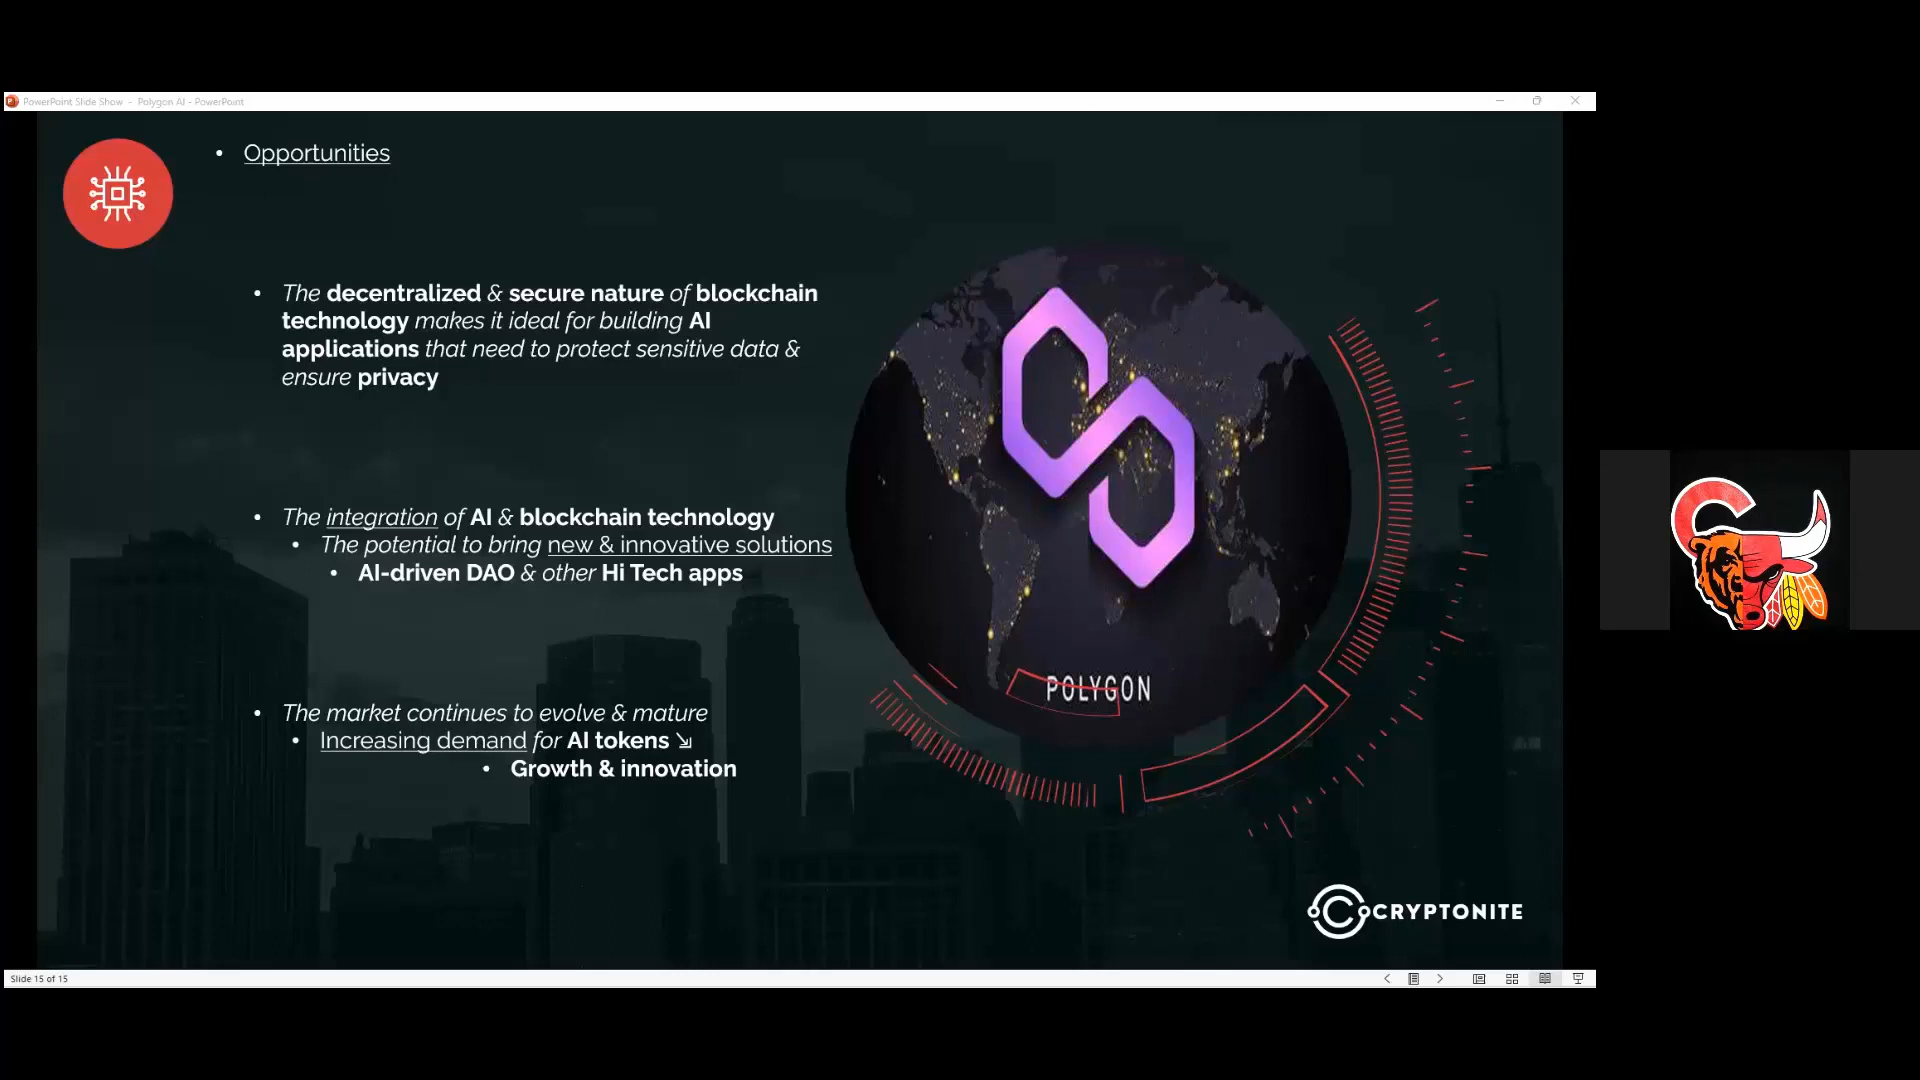 PowerPoint Slide Show - Polygon AI - PowerPoint
• Opportunities
• The decentralized & secure nature of blockchain
technology makes it ideal for building AI
applications that need to protect sensitive data &
ensure privacy
• The integration of AI & blockchain technology
• The potential to bring new & innovative solutions
• AI-driven DAO & other Hi Tech apps
• The market continues to evolve & mature
• Increasing demand for AI tokens ⇘
• Growth & innovation
POLYGON
CRYPTONITE
Slide 15 of 15